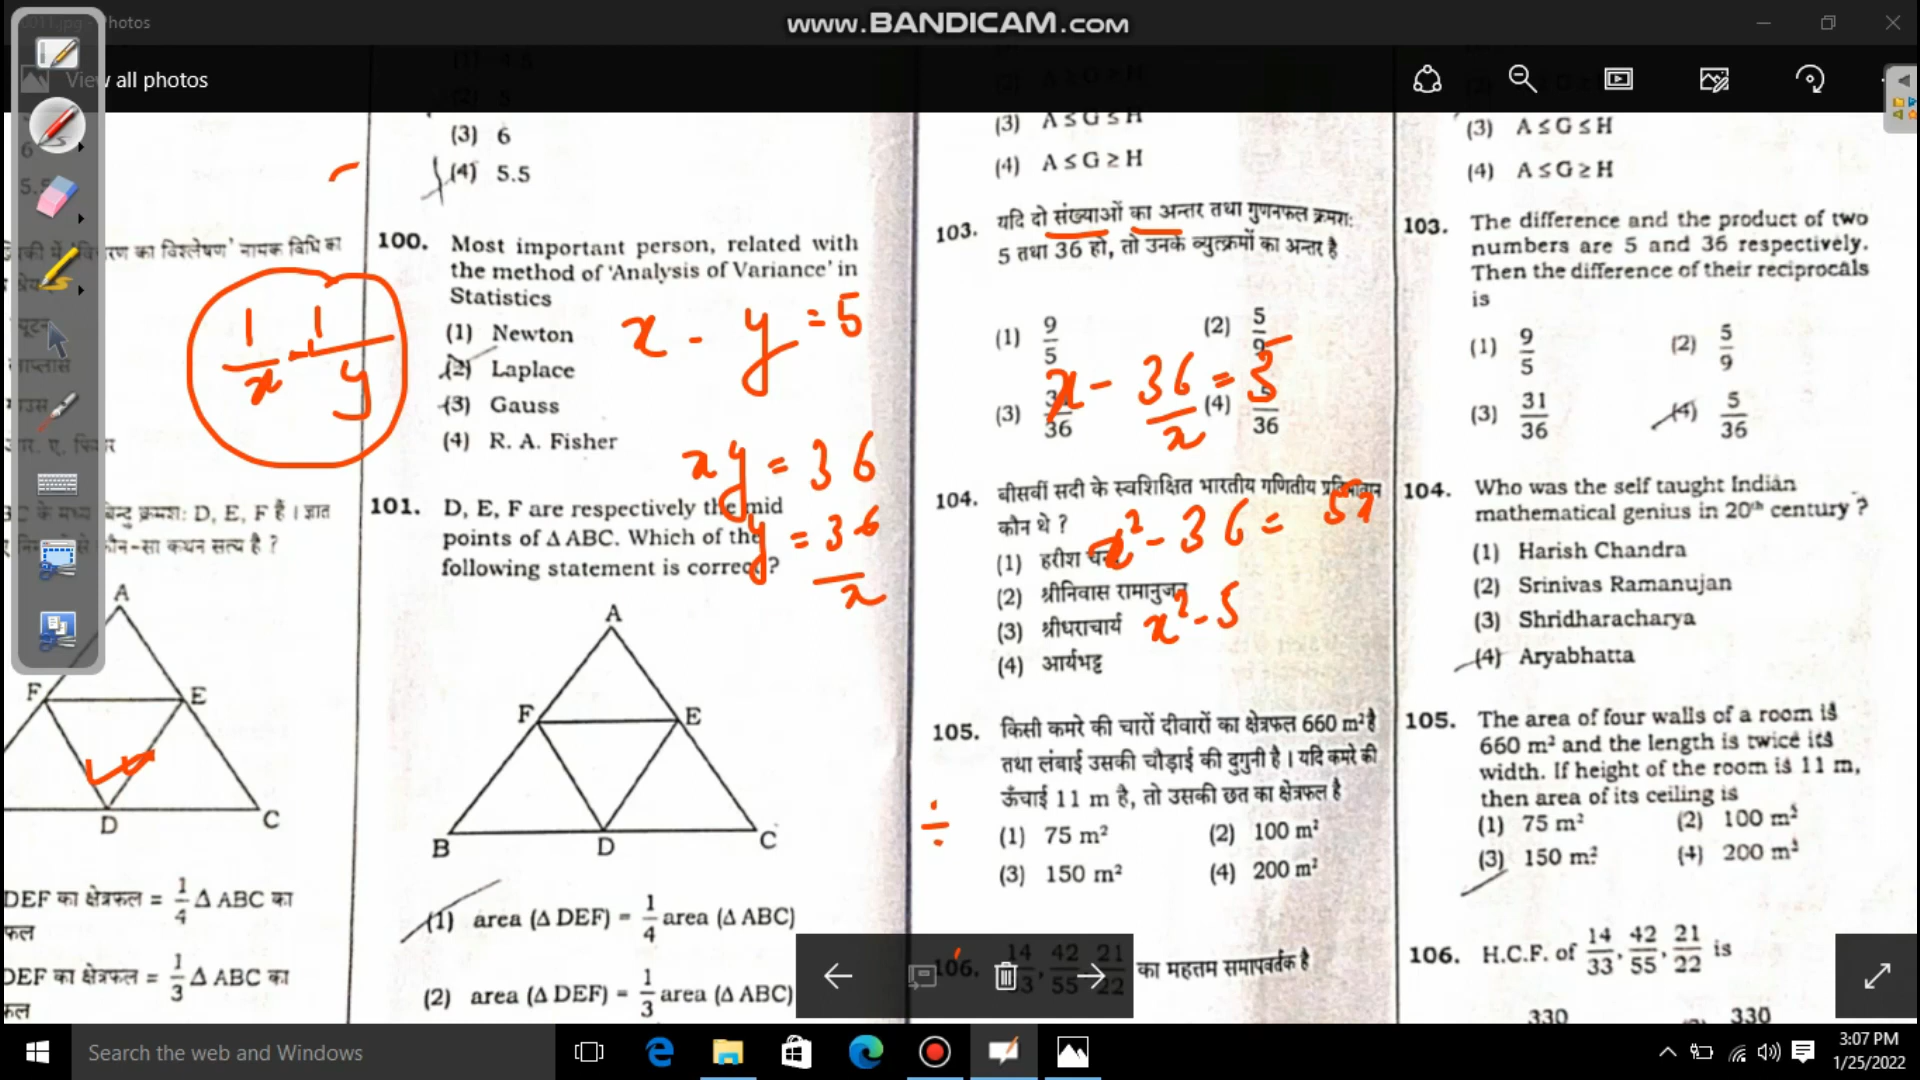 www.BANDICAM.com
Photos
View all photos
(3) 6
(4) 5.5
100. Most important person, related with
the method of ‘Analysis of Variance’ in
Statistics
(1) Newton
(2) Laplace
(3) Gauss
(4) R. A. Fisher
101. D, E, F are respectively the mid
points of Δ ABC. Which of the
following statement is correct ?
A
F E
B D C
(1) area (Δ DEF) = 1/4 area (Δ ABC)
(2) area (Δ DEF) = 1/3 area (Δ ABC)
1/x - 1/y
x - y = 5
xy = 36
y = 36/x
A
F E
D C
DEF का क्षेत्रफल = 1/4 Δ ABC का
DEF का क्षेत्रफल = 1/3 Δ ABC का
(3) A ≤ G ≤ H
(4) A ≤ G ≥ H
103. यदि दो संख्याओं का अन्तर तथा गुणनफल क्रमशः
5 तथा 36 हो, तो उनके व्युत्क्रमों का अन्तर है
(1) 9/5 (2) 5/9
(3) (4) 5/36
x - 36/x = 5
104. बीसवीं सदी के स्वशिक्षित भारतीय गणितीय
कौन थे ?
(1) हरीश
(2) श्रीनिवास रामानुजन
(3) श्रीधराचार्य
(4) आर्यभट्ट
x² - 36 = 5x
x² - 5
105. किसी कमरे की चारों दीवारों का क्षेत्रफल 660 m² है
तथा लंबाई उसकी चौड़ाई की दुगुनी है। यदि कमरे की
ऊँचाई 11 m है, तो उसकी छत का क्षेत्रफल है
(1) 75 m² (2) 100 m²
(3) 150 m² (4) 200 m²
106. 14/33, 42/55, 21/22 का महत्तम समापवर्तक है
(3) A ≤ G ≤ H
(4) A ≤ G ≥ H
103. The difference and the product of two
numbers are 5 and 36 respectively.
Then the difference of their reciprocals
is
(1) 9/5 (2) 5/9
(3) 31/36 (4) 5/36
104. Who was the self taught Indian
mathematical genius in 20th century ?
(1) Harish Chandra
(2) Srinivas Ramanujan
(3) Shridharacharya
(4) Aryabhatta
105. The area of four walls of a room is
660 m² and the length is twice its
width. If height of the room is 11 m,
then area of its ceiling is
(1) 75 m² (2) 100 m²
(3) 150 m² (4) 200 m²
106. H.C.F. of 14/33, 42/55, 21/22 is
330 330
Search the web and Windows
3:07 PM
1/25/2022